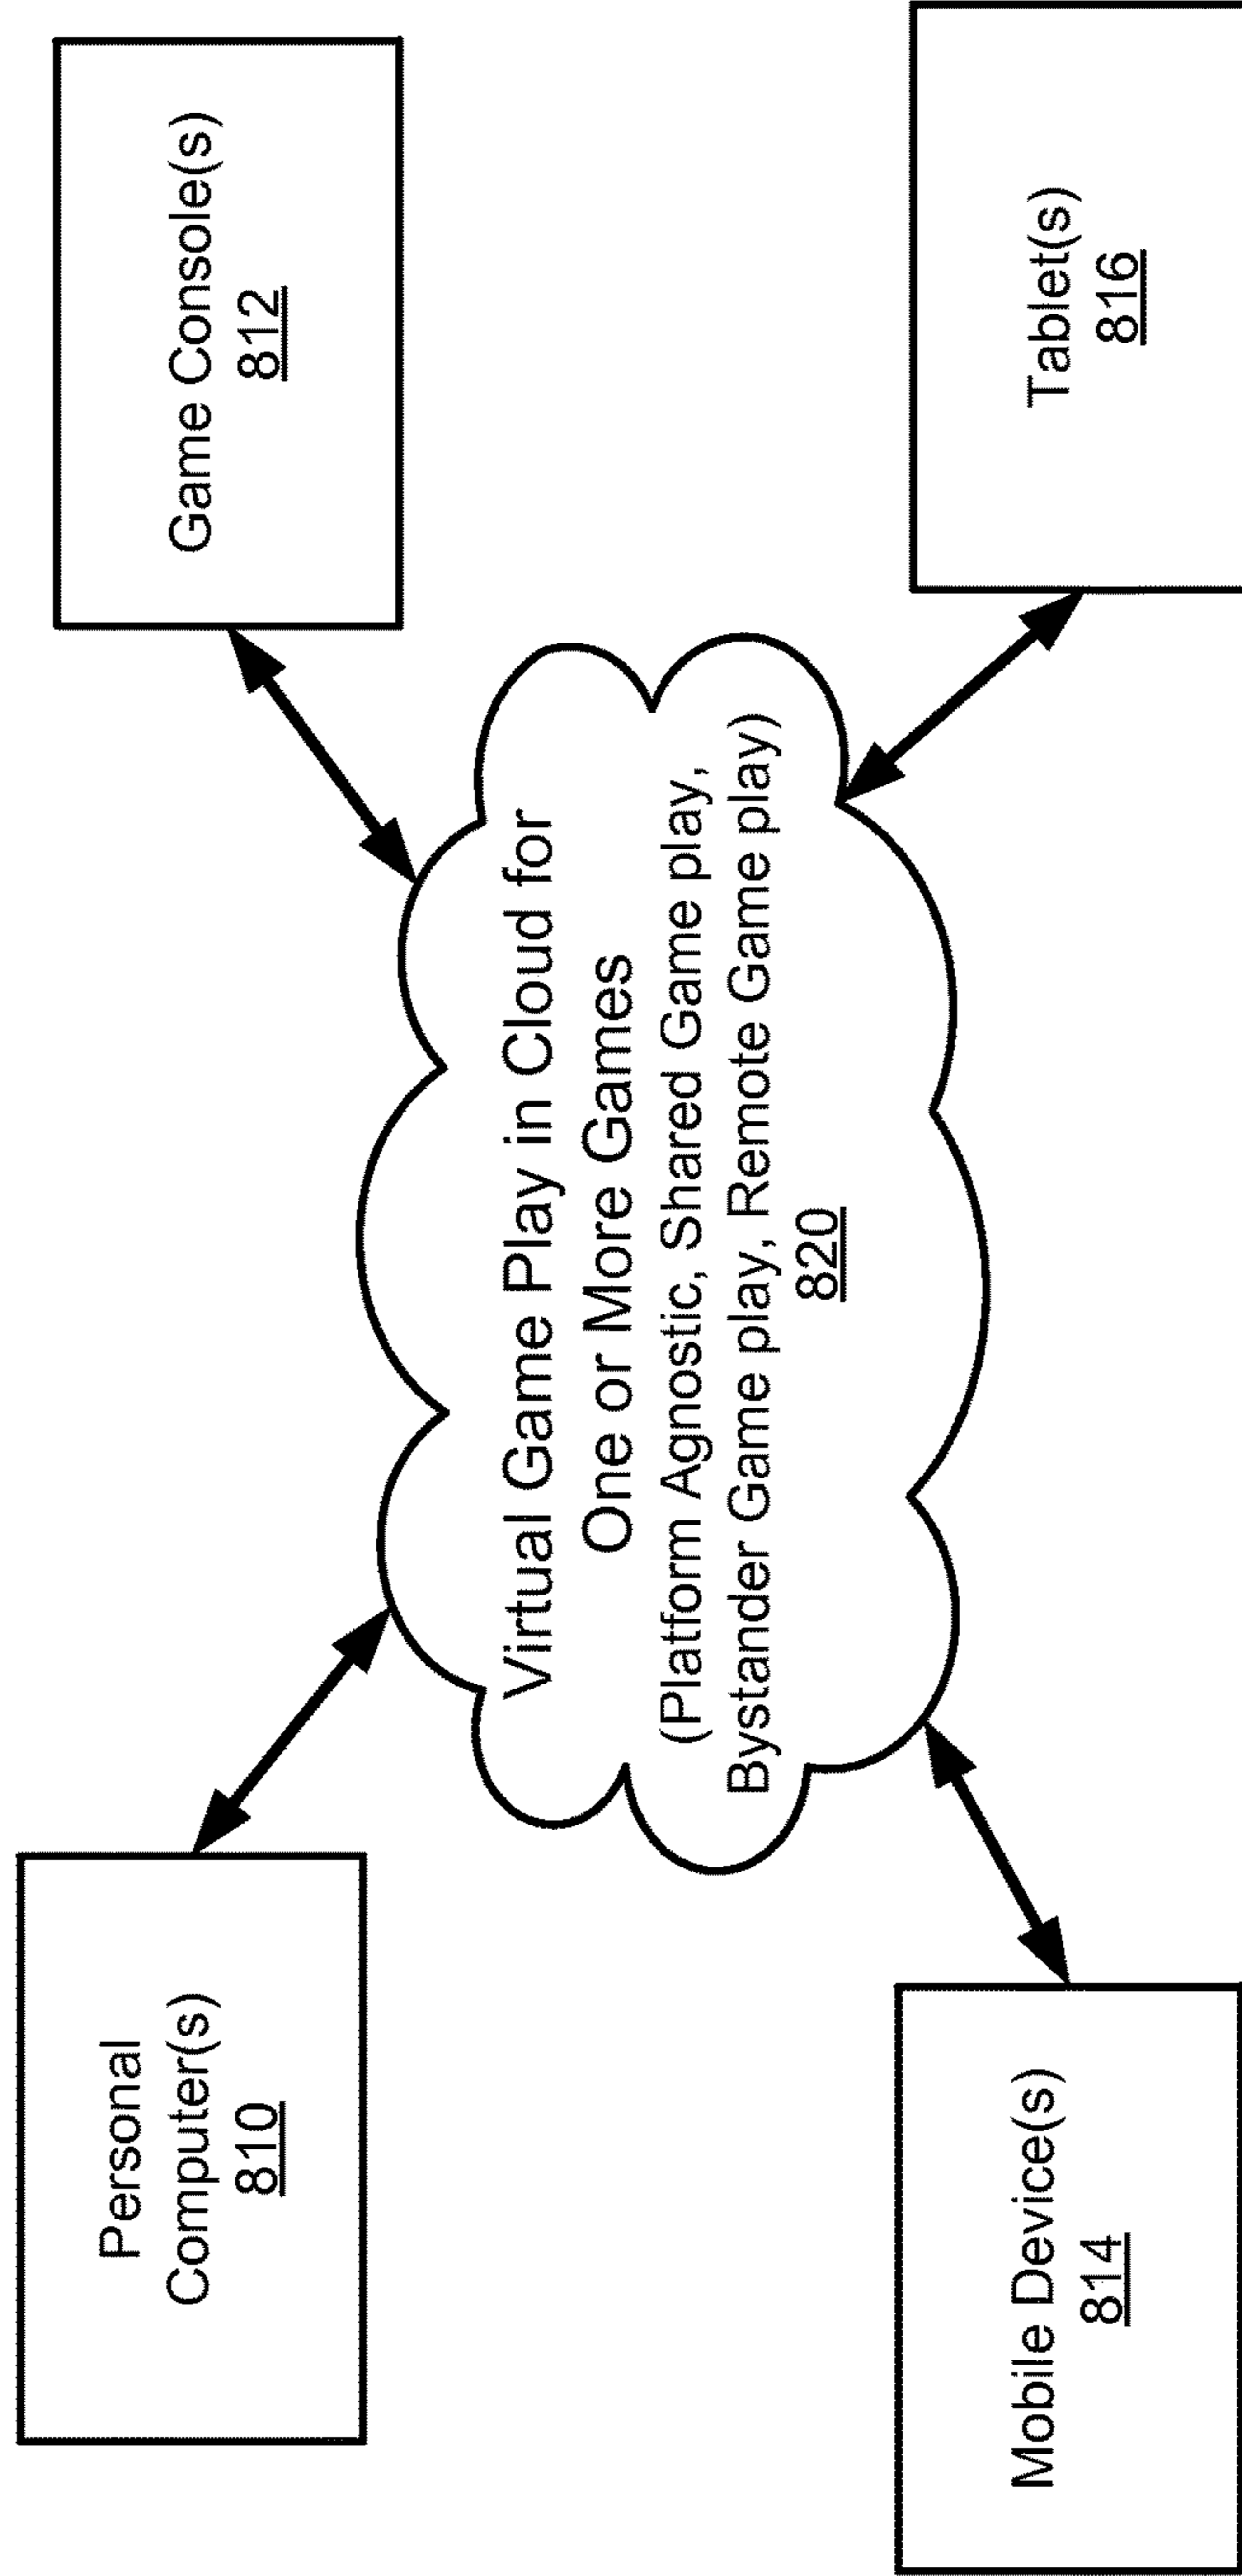 Personal
Computer(s)
810
Game Console(s)
812
Virtual Game Play in Cloud for
One or More Games
(Platform Agnostic, Shared Game play,
Bystander Game play, Remote Game play)
820
Mobile Device(s)
814
Tablet(s)
816